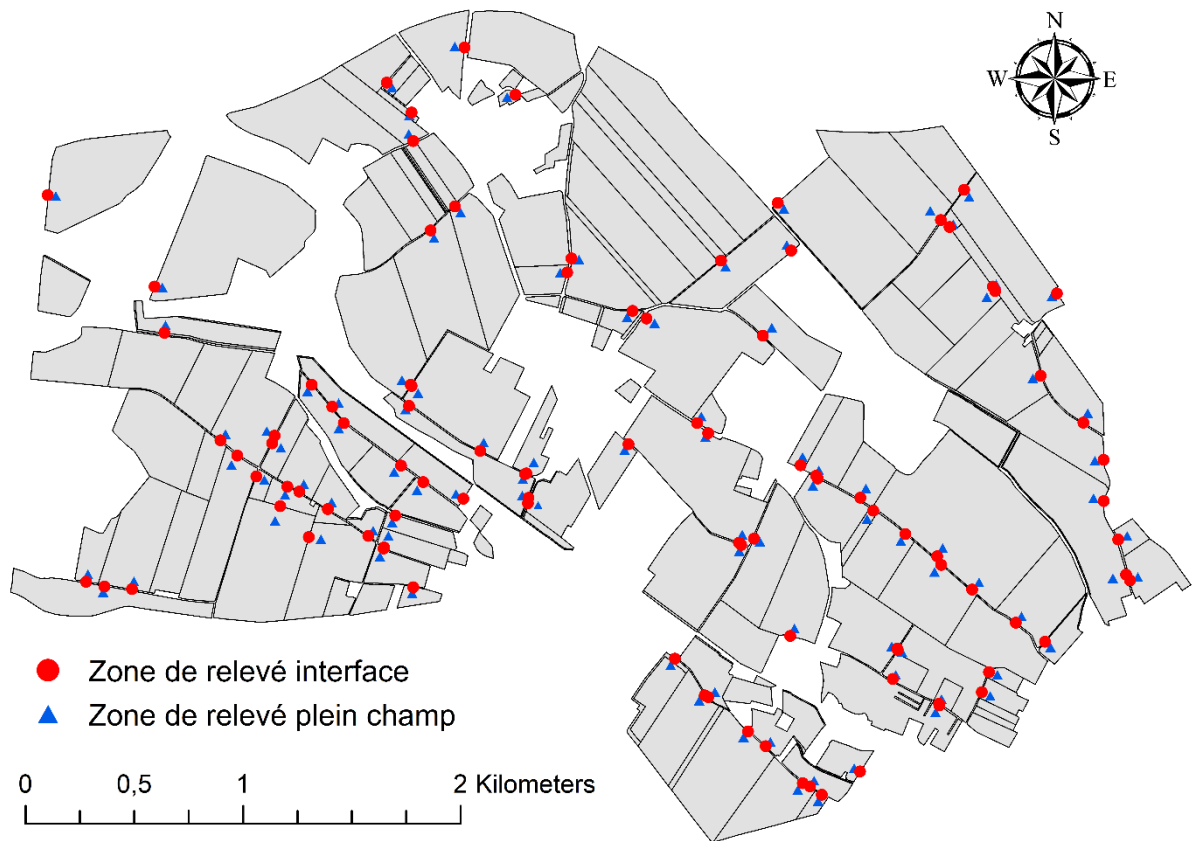 N
W E
S
Zone de relevé interface
Zone de relevé plein champ
0 0,5 1 2 Kilometers